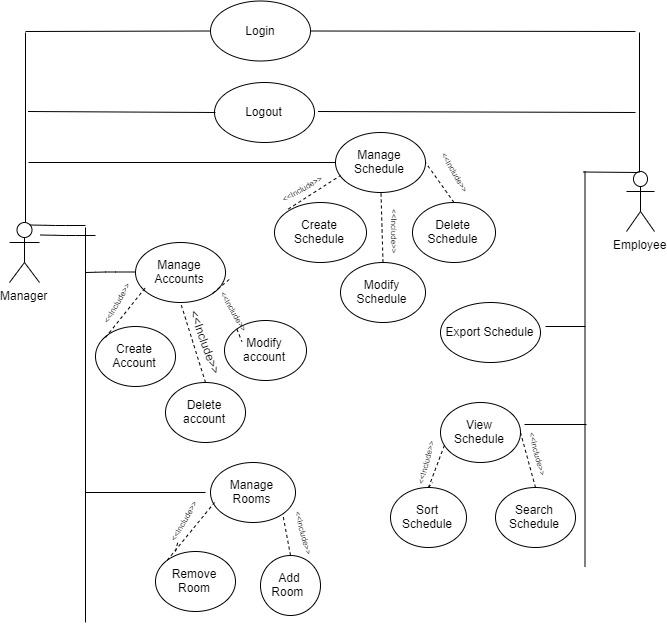 Login
Logout
Manage
Schedule
<<Include>>
<<Include>>
<<Include>>
Create
Schedule
Delete
Schedule
Modify
Schedule
Employee
Manager
Manage
Accounts
<<Include>>
<<Include>>
<<Include>>
Create
Account
Modify
account
Delete
account
Export Schedule
View
Schedule
<<Include>>
<<Include>>
Sort
Schedule
Search
Schedule
Manage
Rooms
<<Include>>
<<Include>>
Remove
Room
Add
Room